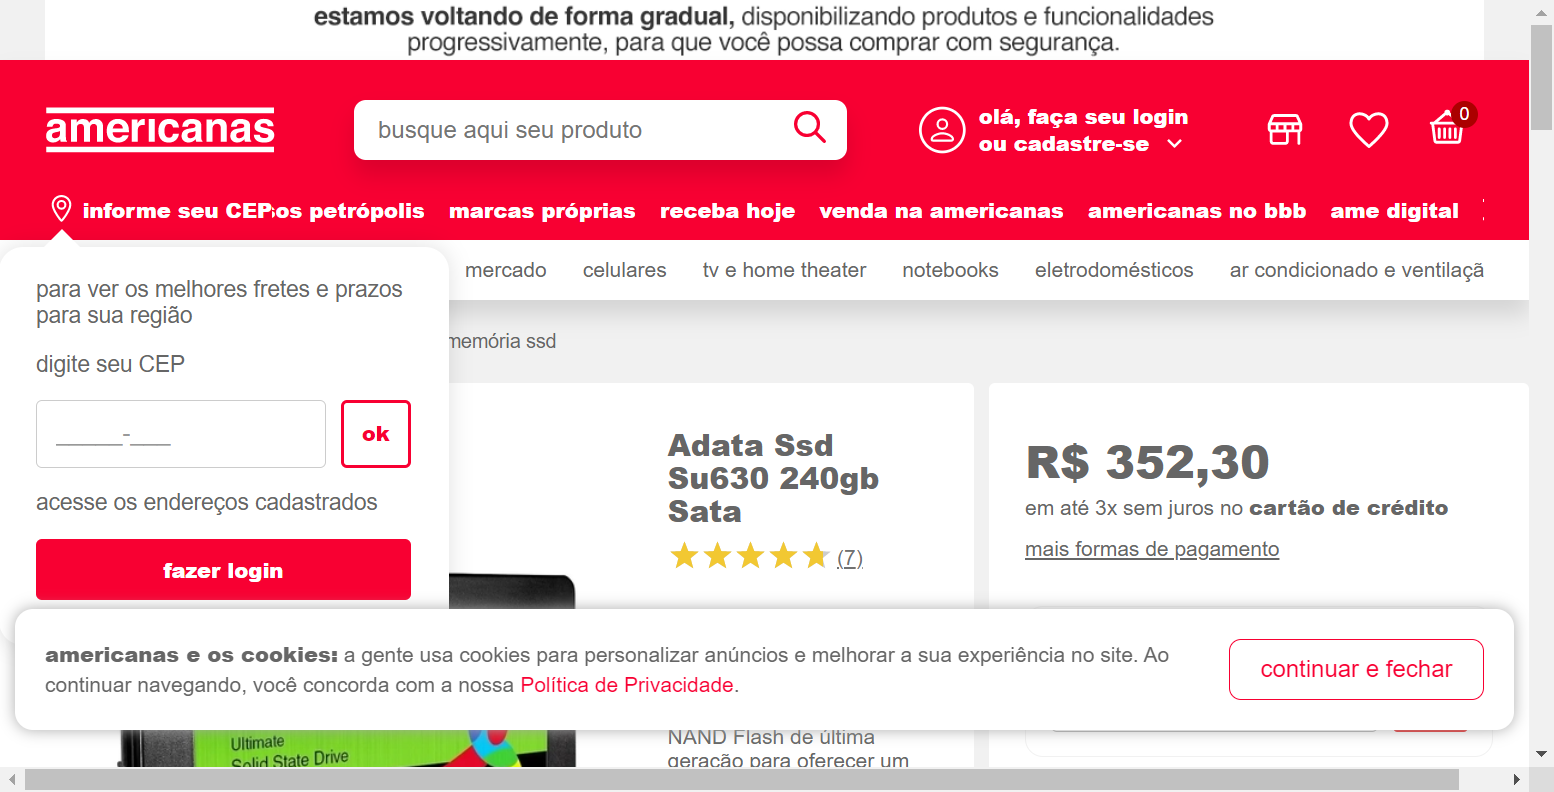 estamos voltando de forma gradual, disponibilizando produtos e funcionalidades
progressivamente, para que você possa comprar com segurança.
americanas
busque aqui seu produto
olá, faça seu login
ou cadastre-se
0
informe seu CEP
petrópolis
marcas próprias
receba hoje
venda na americanas
americanas no bbb
ame digital
mercado
celulares
tv e home theater
notebooks
eletrodomésticos
ar condicionado e ventilaçã
para ver os melhores fretes e prazos
para sua região
digite seu CEP
_____-___
ok
acesse os endereços cadastrados
fazer login
memória ssd
Adata Ssd
Su630 240gb
Sata
(7)
R$ 352,30
em até 3x sem juros no cartão de crédito
mais formas de pagamento
americanas e os cookies: a gente usa cookies para personalizar anúncios e melhorar a sua experiência no site. Ao
continuar navegando, você concorda com a nossa Política de Privacidade.
continuar e fechar
Ultimate
Solid State Drive
NAND Flash de última
geração para oferecer um